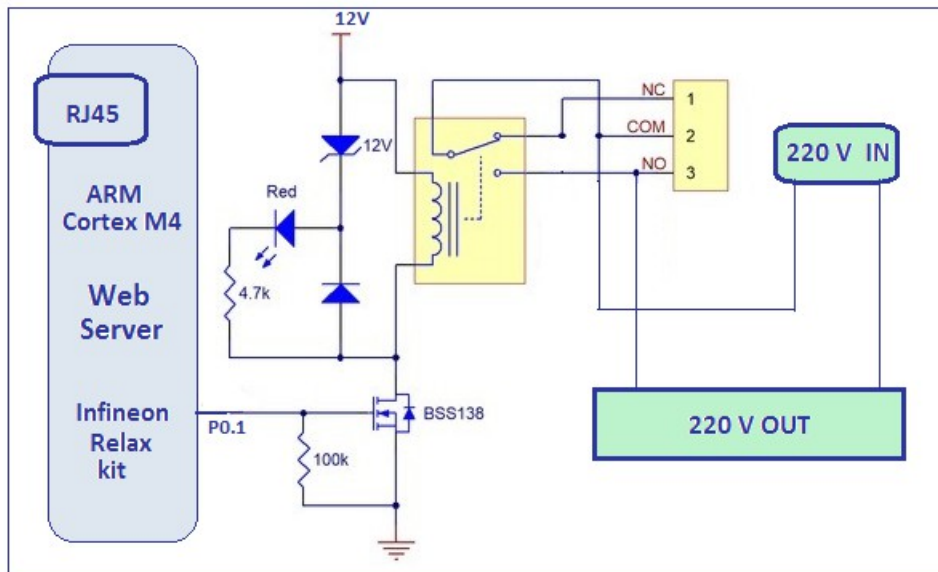 12V
RJ45
ARM
Cortex M4
Web
Server
Infineon
Relax
kit
P0.1
12V
Red
4.7k
100k
BSS138
NC
1
COM
2
NO
3
220 V IN
220 V OUT